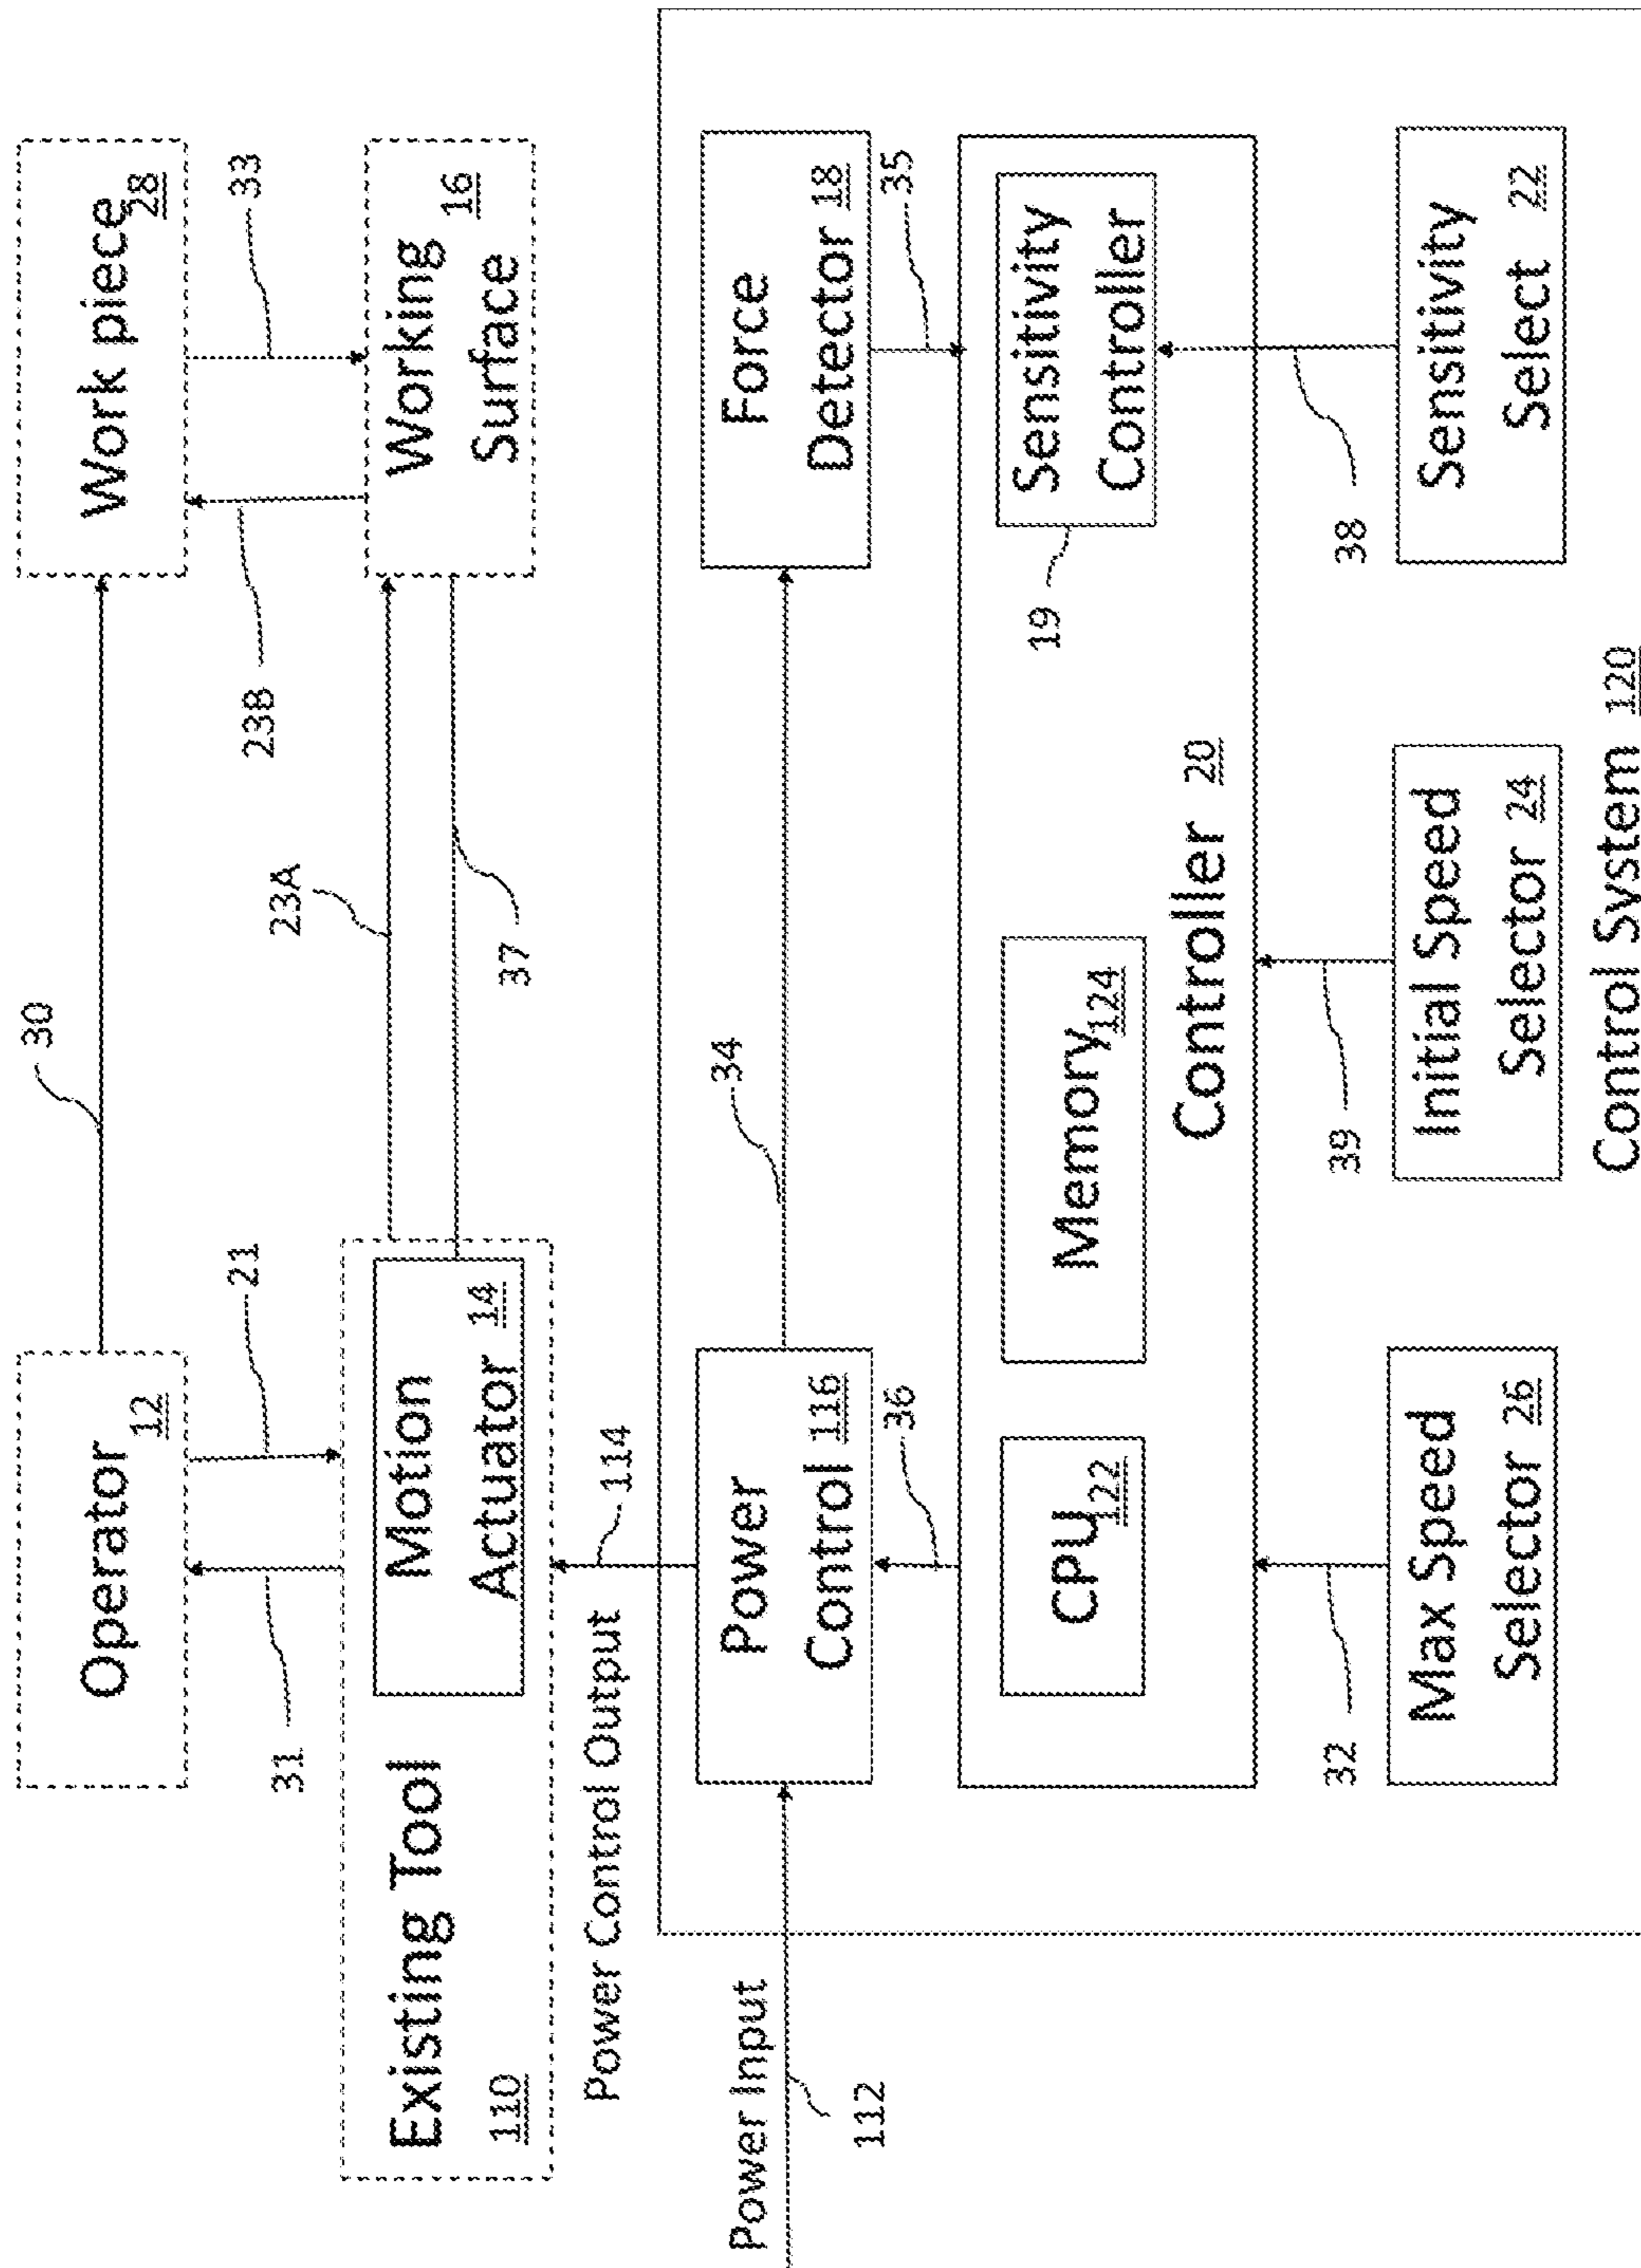 30
Operator
12
Work piece
28
31
21
23B
33
23A
Existing Tool
110
Motion
Actuator 14
Working
16
Surface
37
Power Control Output
114
Power Input
112
34
Power
Control 116
Force
Detector 18
36
35
CPU
122
Memory
124
Sensitivity
Controller
19
Controller 20
32
39
38
Max Speed
Selector 26
Initial Speed
Selector 24
Sensitivity
Select 22
Control System 120